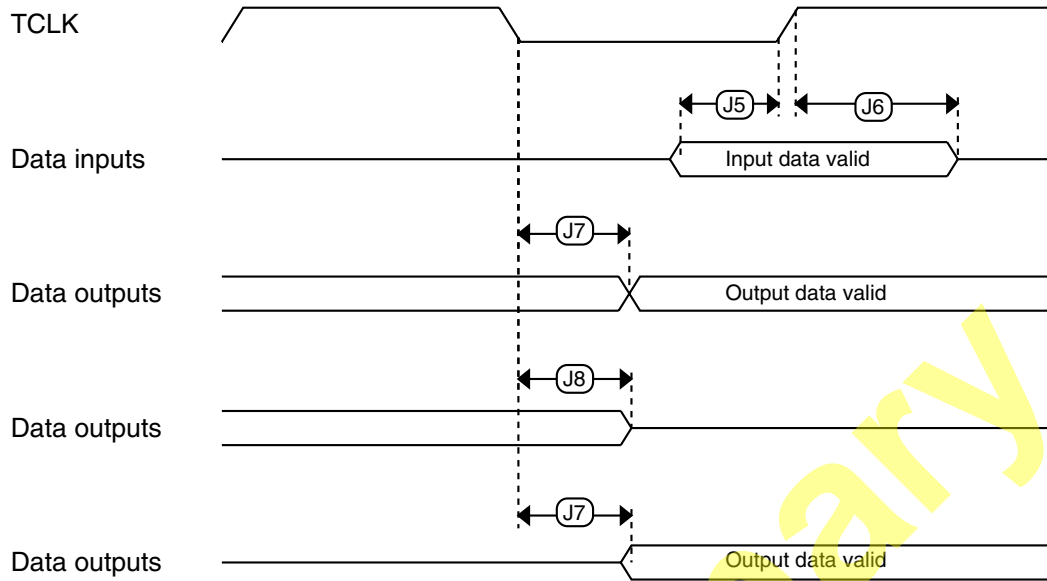 TCLK
J5
J6
Data inputs
Input data valid
J7
Data outputs
Output data valid
J8
Data outputs
J7
Data outputs
Output data valid
ary